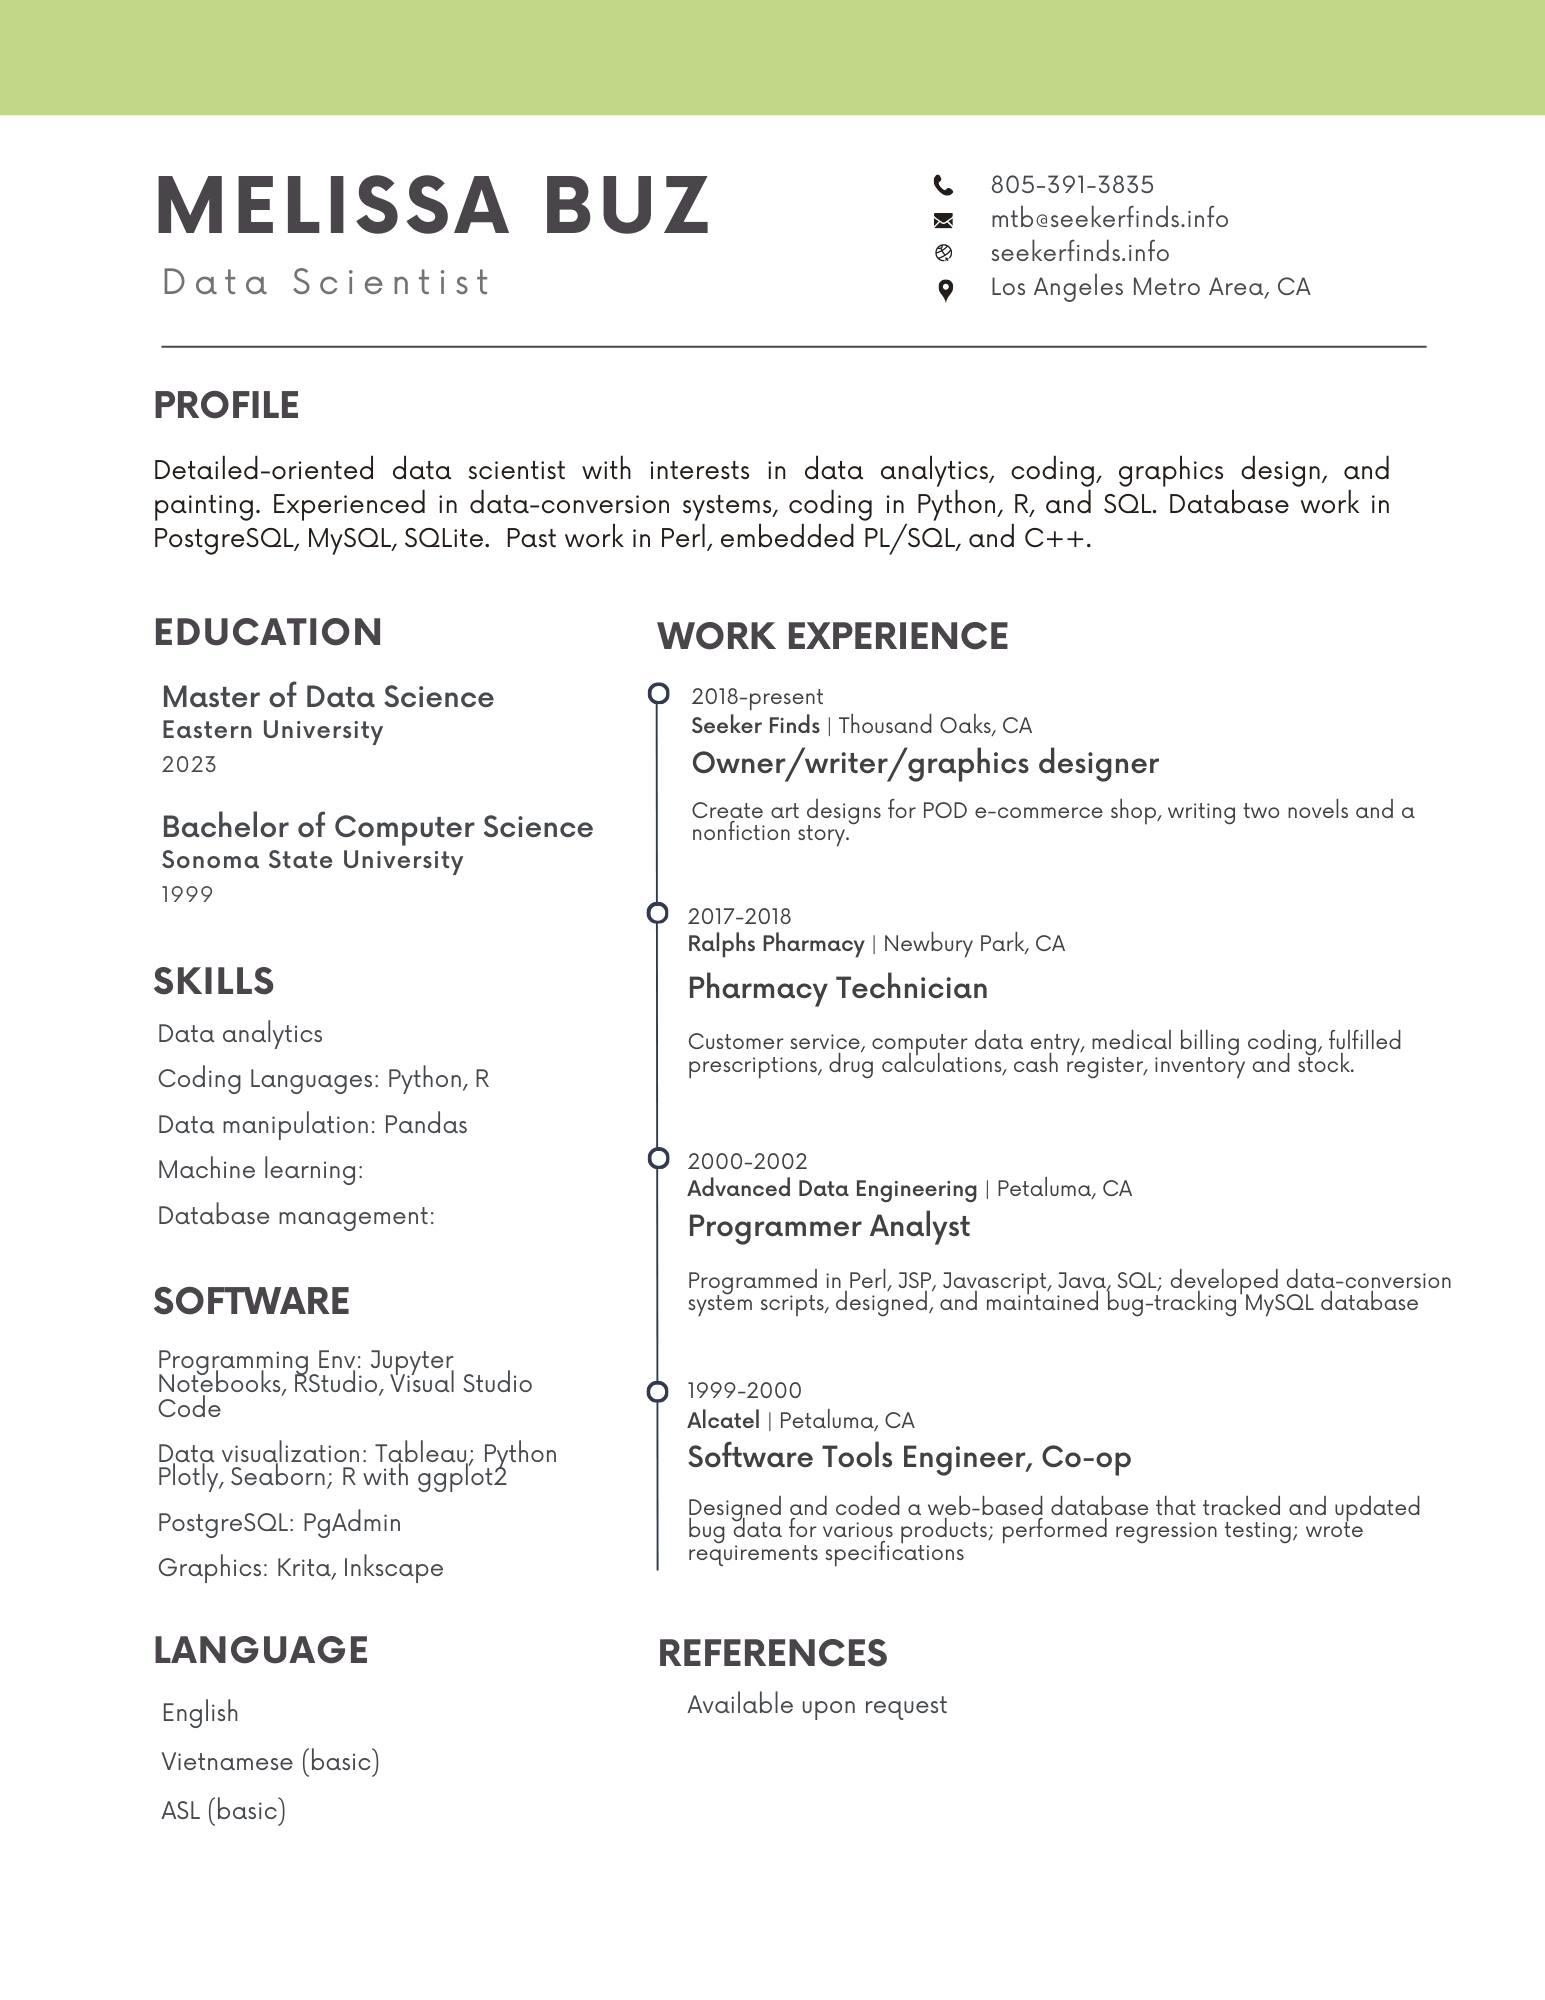 MELISSA BUZ
Data Scientist
805-391-3835
mtb@seekerfinds.info
seekerfinds.info
Los Angeles Metro Area, CA
PROFILE
Detailed-oriented data scientist with interests in data analytics, coding, graphics design, and
painting. Experienced in data-conversion systems, coding in Python, R, and SQL. Database work in
PostgreSQL, MySQL, SQLite.  Past work in Perl, embedded PL/SQL, and C++.
EDUCATION
Master of Data Science
Eastern University
2023
Bachelor of Computer Science
Sonoma State University
1999
SKILLS
Data analytics
Coding Languages: Python, R
Data manipulation: Pandas
Machine learning:
Database management:
SOFTWARE
Programming Env: Jupyter
Notebooks, RStudio, Visual Studio
Code
Data visualization: Tableau; Python
Plotly, Seaborn; R with ggplot2
PostgreSQL: PgAdmin
Graphics: Krita, Inkscape
LANGUAGE
English
Vietnamese (basic)
ASL (basic)
WORK EXPERIENCE
2018-present
Seeker Finds | Thousand Oaks, CA
Owner/writer/graphics designer
Create art designs for POD e-commerce shop, writing two novels and a
nonfiction story.
2017-2018
Ralphs Pharmacy | Newbury Park, CA
Pharmacy Technician
Customer service, computer data entry, medical billing coding, fulfilled
prescriptions, drug calculations, cash register, inventory and stock.
2000-2002
Advanced Data Engineering | Petaluma, CA
Programmer Analyst
Programmed in Perl, JSP, Javascript, Java, SQL; developed data-conversion
system scripts, designed, and maintained bug-tracking MySQL database
1999-2000
Alcatel | Petaluma, CA
Software Tools Engineer, Co-op
Designed and coded a web-based database that tracked and updated
bug data for various products; performed regression testing; wrote
requirements specifications
REFERENCES
Available upon request